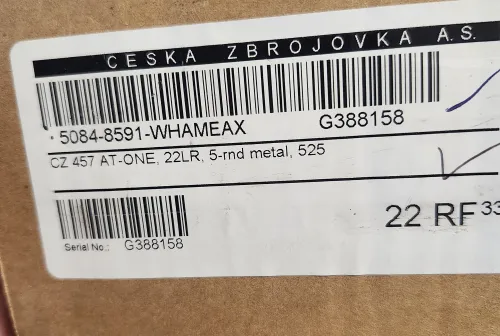 CESKA ZBROJOVKA A.S.
5084-8591-WHAMEAX G388158
CZ 457 AT-ONE, 22LR, 5-rnd metal, 525
22 RF 33
Serial No.: G388158